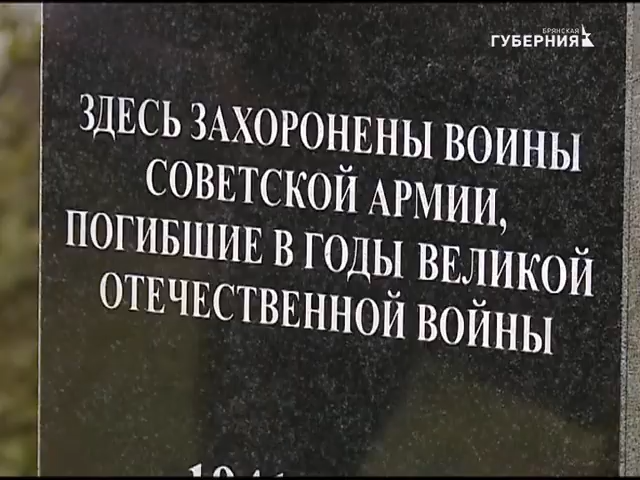 БРЯНСКАЯ
ГУБЕРНИЯ
ЗДЕСЬ ЗАХОРОНЕНЫ ВОИНЫ
СОВЕТСКОЙ АРМИИ,
ПОГИБШИЕ В ГОДЫ ВЕЛИКОЙ
ОТЕЧЕСТВЕННОЙ ВОЙНЫ